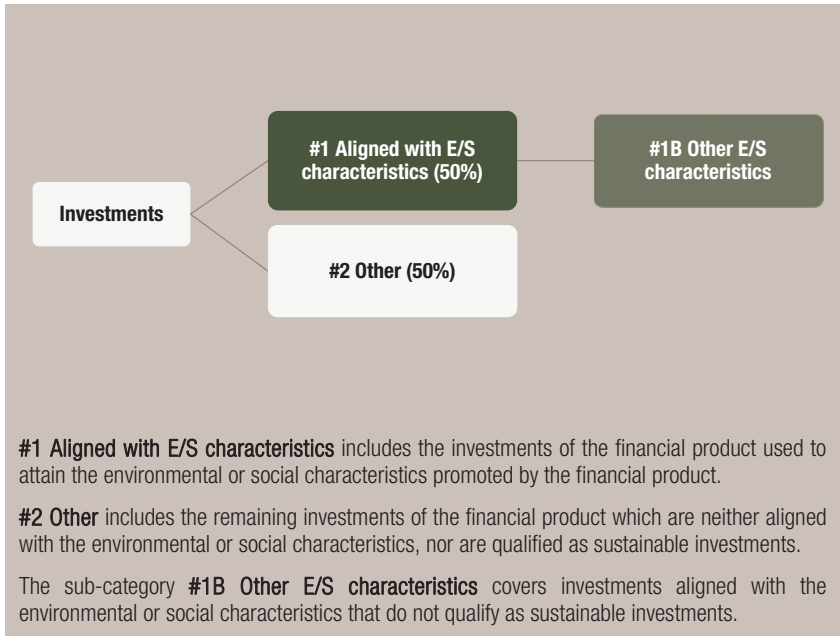 #1 Aligned with E/S
characteristics (50%)
#1B Other E/S
characteristics
Investments
#2 Other (50%)
#1 Aligned with E/S characteristics includes the investments of the financial product used to
attain the environmental or social characteristics promoted by the financial product.
#2 Other includes the remaining investments of the financial product which are neither aligned
with the environmental or social characteristics, nor are qualified as sustainable investments.
The sub-category #1B Other E/S characteristics covers investments aligned with the
environmental or social characteristics that do not qualify as sustainable investments.